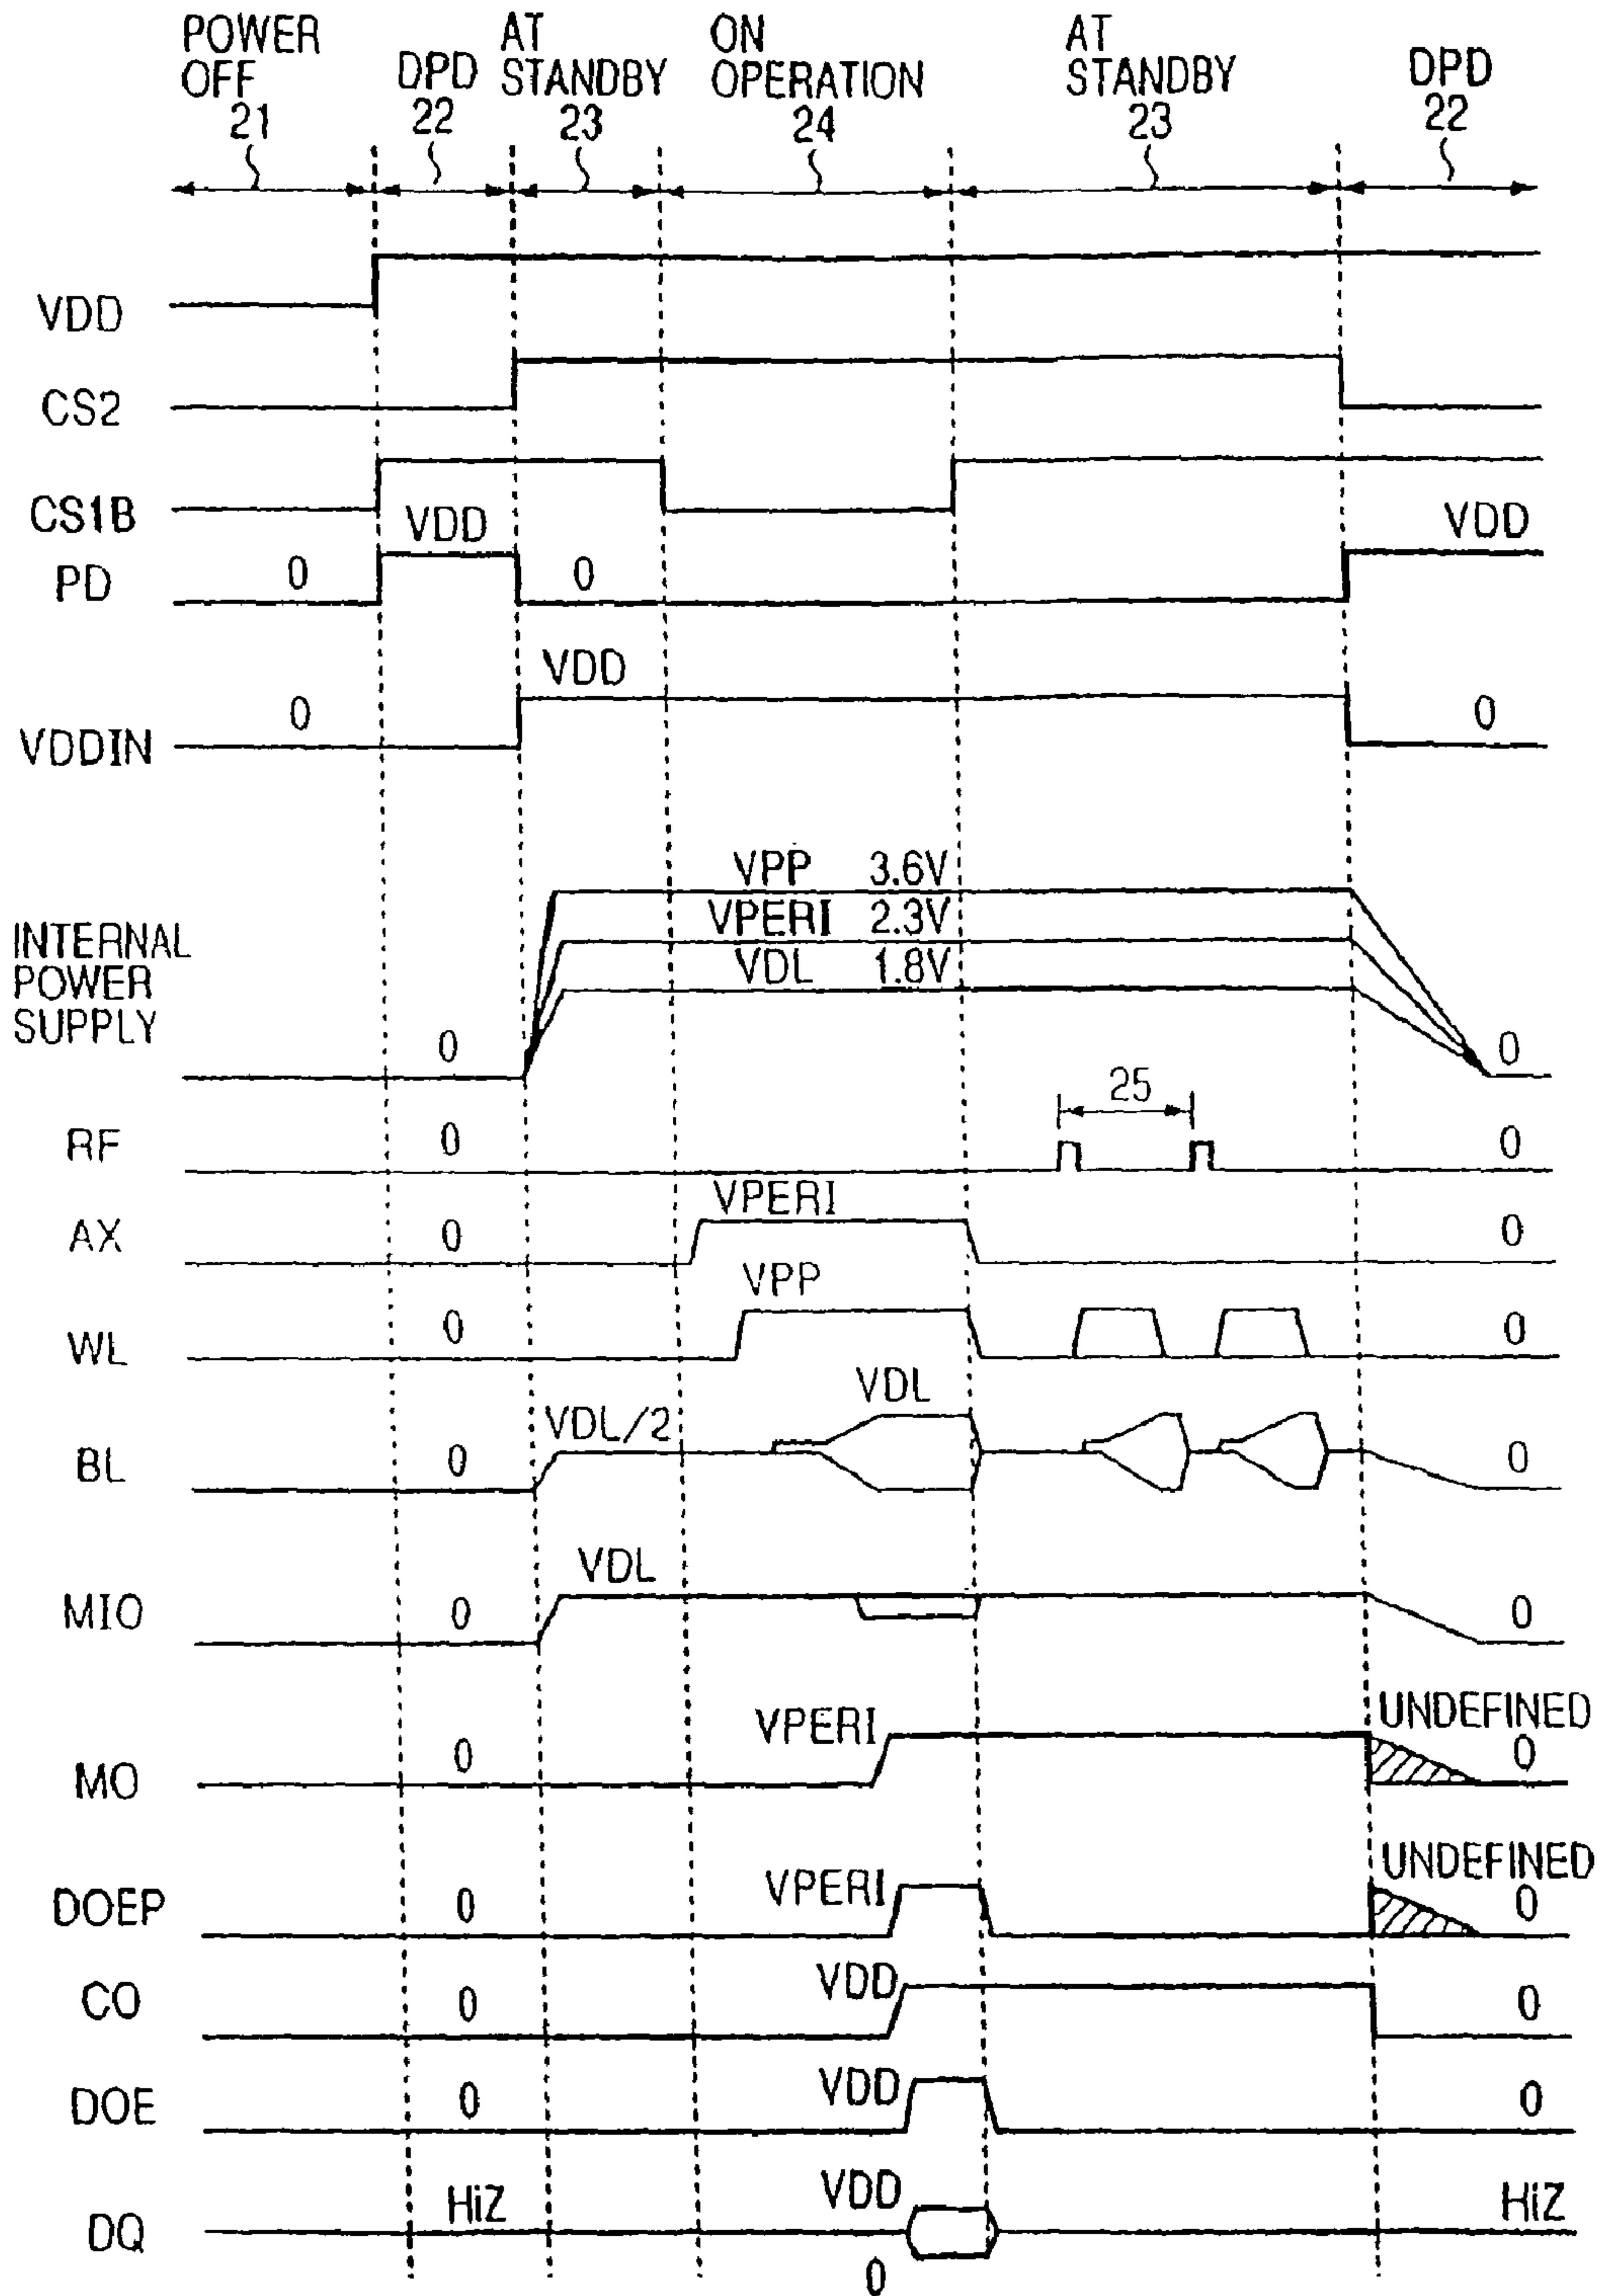 POWER OFF 21
DPD 22
AT STANDBY 23
ON OPERATION 24
AT STANDBY 23
DPD 22
VDD
CS2
CS1B
VDD
VDD
PD
0
0
VDD
VDDIN
0
0
VPP 3.6V
VPERI 2.3V
VDL 1.8V
INTERNAL
POWER
SUPPLY
0
0
25
RF
0
0
VPERI
AX
0
0
VPP
WL
0
0
VDL
VDL/2
BL
0
0
VDL
MIO
0
0
VPERI
UNDEFINED
MO
0
0
VPERI
UNDEFINED
DOEP
0
0
VDD
CO
0
0
VDD
DOE
0
0
VDD
HiZ
HiZ
DQ
0